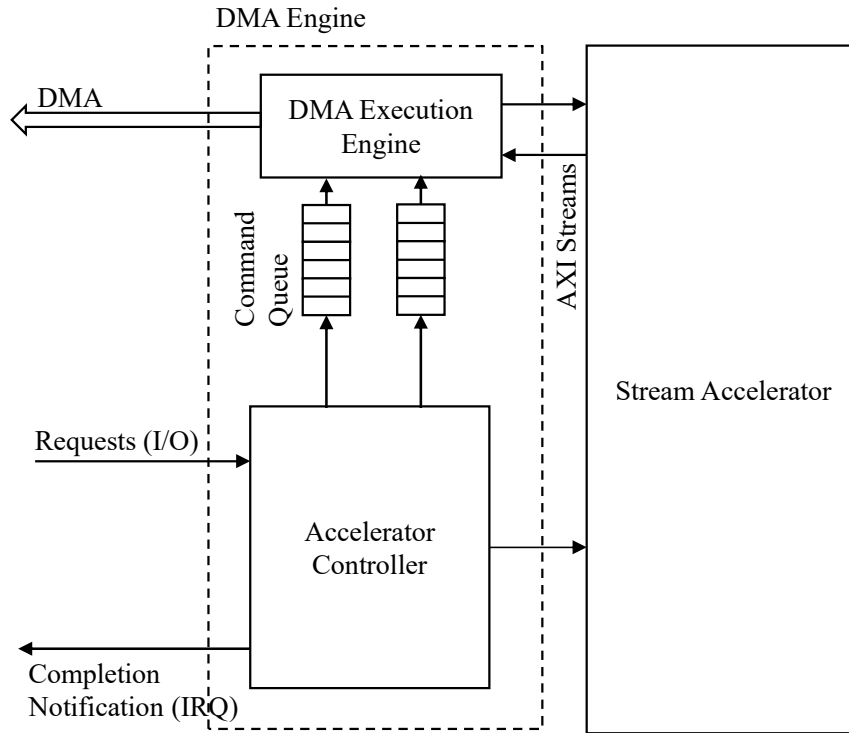 DMA Engine
DMA
DMA Execution
Engine
Command
Queue
AXI Streams
Stream Accelerator
Requests (I/O)
Accelerator
Controller
Completion
Notification (IRQ)